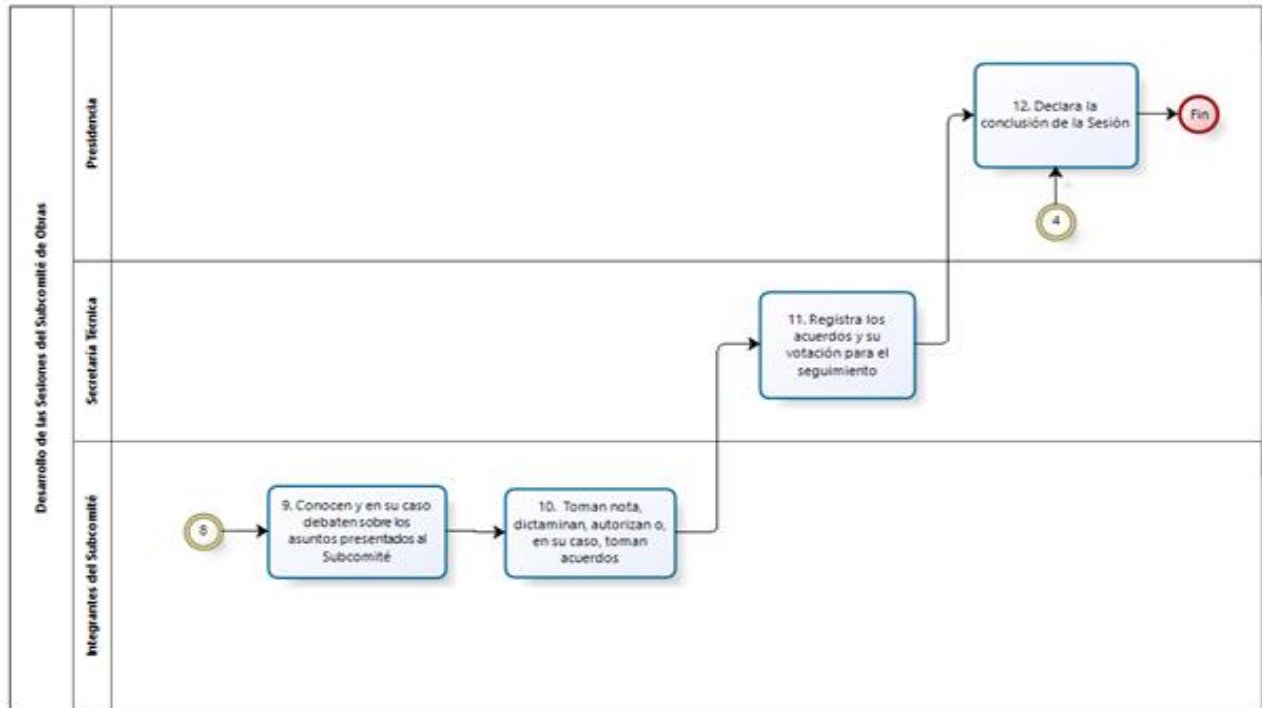 Desarrollo de las Sesiones del Subcomité de Obras
Presidencia
12. Declara la
conclusión de la Sesión
Fin
4
Secretaría Técnica
11. Registra los
acuerdos y su
votación para el
seguimiento
Integrantes del Subcomité
8
9. Conocen y en su caso
debaten sobre los
asuntos presentados al
Subcomité
10. Toman nota,
dictaminan, autorizan o,
en su caso, toman
acuerdos